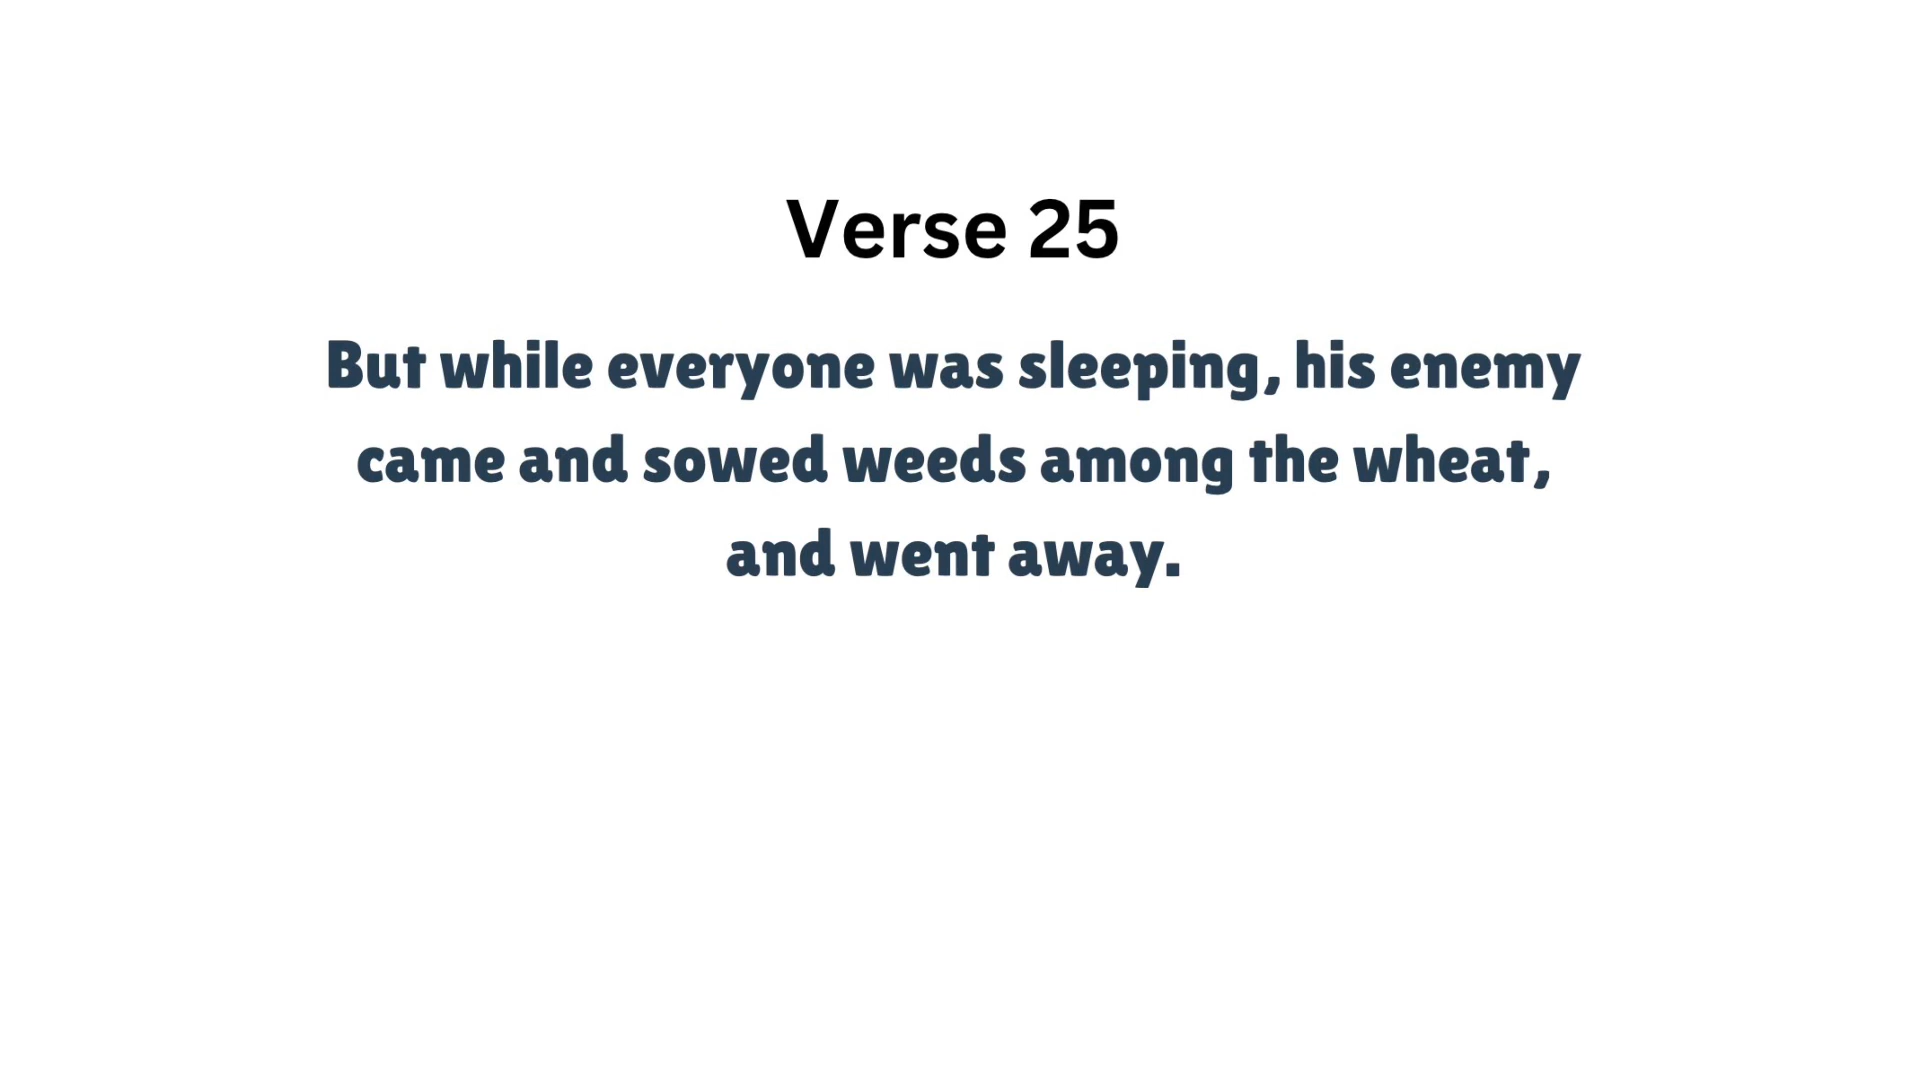 Verse 25
But while everyone was sleeping, his enemy
came and sowed weeds among the wheat,
and went away.